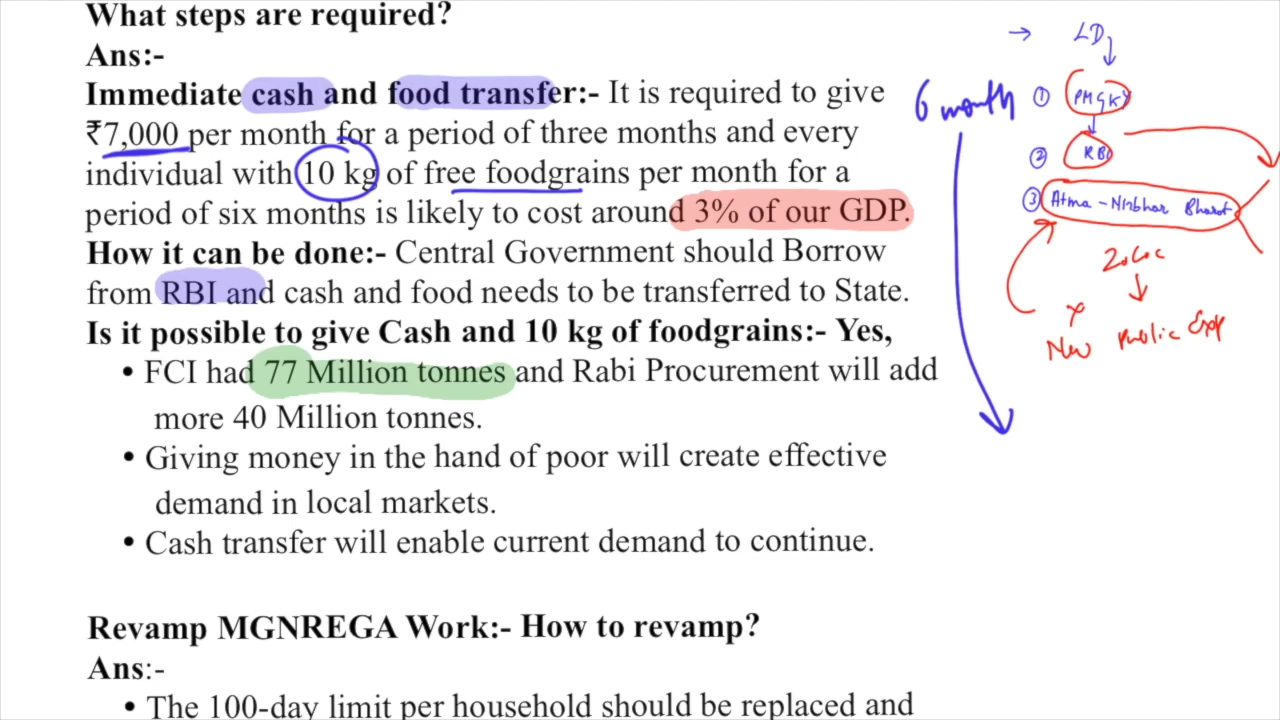 What steps are required?
Ans:-
Immediate cash and food transfer:- It is required to give
₹7,000 per month for a period of three months and every
individual with 10 kg of free foodgrains per month for a
period of six months is likely to cost around 3% of our GDP.
How it can be done:- Central Government should Borrow
from RBI and cash and food needs to be transferred to State.
Is it possible to give Cash and 10 kg of foodgrains:- Yes,
• FCI had 77 Million tonnes and Rabi Procurement will add
more 40 Million tonnes.
• Giving money in the hand of poor will create effective
demand in local markets.
• Cash transfer will enable current demand to continue.
Revamp MGNREGA Work:- How to revamp?
Ans:-
• The 100-day limit per household should be replaced and
→ LD
6 month
① PMGKY
② RBI
③ Atma-Nirbhar Bharat
20LCC
New Public Exp